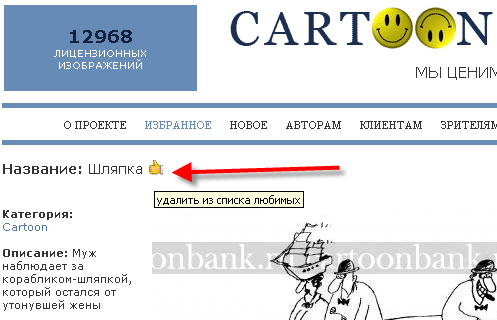 12968
ЛИЦЕНЗИОННЫХ
ИЗОБРАЖЕНИЙ
CARTOON
МЫ ЦЕНИМ
О ПРОЕКТЕ ИЗБРАННОЕ НОВОЕ АВТОРАМ КЛИЕНТАМ ЗРИТЕЛЯМ
Название: Шляпка
удалить из списка любимых
Категория:
Cartoon
Описание: Муж
наблюдает за
корабликом-шляпкой,
который остался от
утонувшей жены
onbank. toonbank.